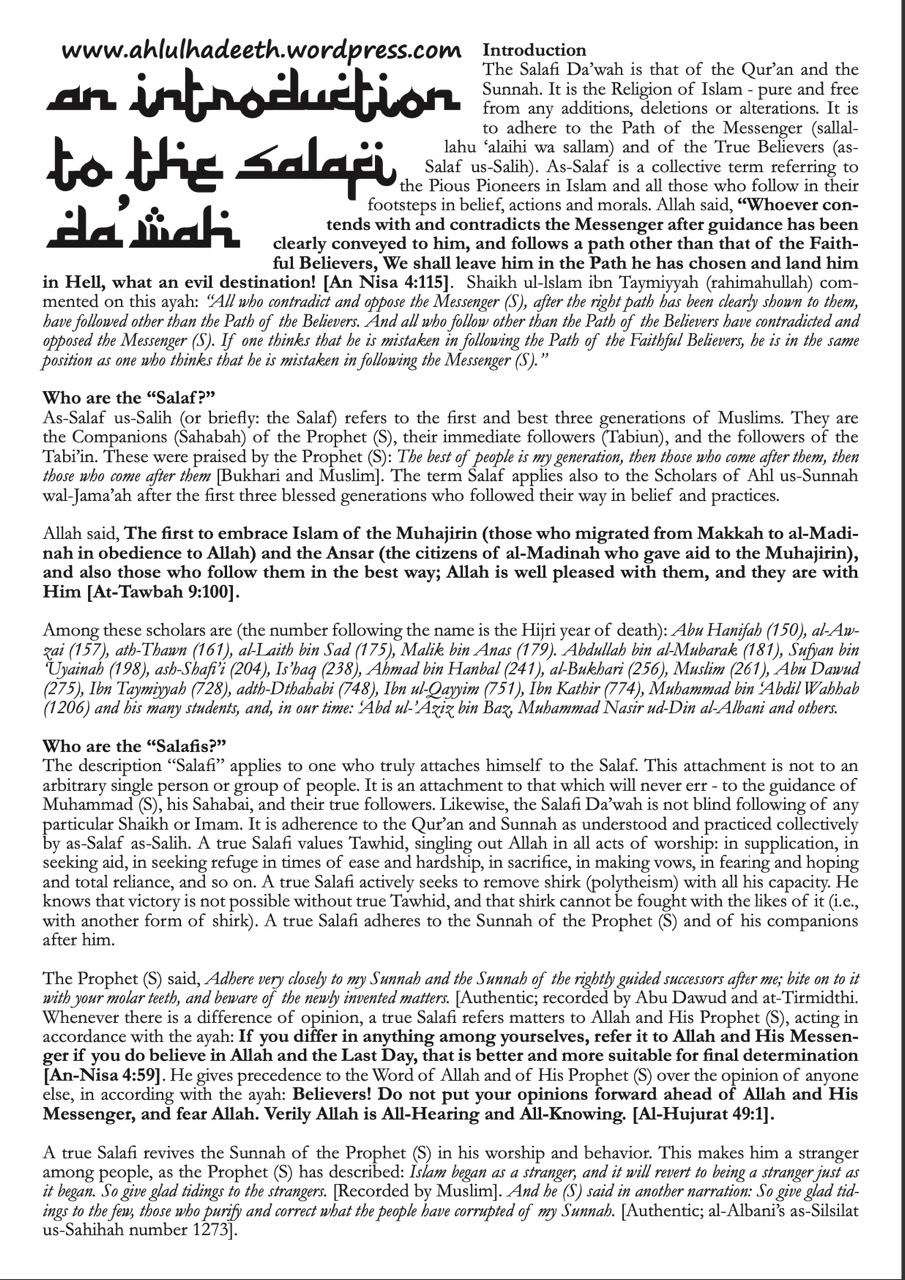 www.ahlulhadeeth.wordpress.com
an introduction
to the salafi
da'wah
Introduction
The Salafi Da'wah is that of the Qur'an and the
Sunnah. It is the Religion of Islam - pure and free
from any additions, deletions or alterations. It is
to adhere to the Path of the Messenger (sallal-
lahu 'alaihi wa sallam) and of the True Believers (as-
Salaf us-Salih). As-Salaf is a collective term referring to
the Pious Pioneers in Islam and all those who follow in their
footsteps in belief, actions and morals. Allah said, "Whoever con-
tends with and contradicts the Messenger after guidance has been
clearly conveyed to him, and follows a path other than that of the Faith-
ful Believers, We shall leave him in the Path he has chosen and land him
in Hell, what an evil destination! [An Nisa 4:115]. Shaikh ul-lslam ibn Taymiyyah (rahimahullah) com-
mented on this ayah: "All who contradict and oppose the Messenger (S), after the right path has been clearly shown to them,
have followed other than the Path of the Believers. And all who follow other than the Path of the Believers have contradicted and
opposed the Messenger (S). If one thinks that he is mistaken in following the Path of the Faithful Believers, he is in the same
position as one who thinks that he is mistaken in following the Messenger (S)."
Who are the "Salaf?"
As-Salaf us-Salih (or briefly: the Salaf) refers to the first and best three generations of Muslims. They are
the Companions (Sahabah) of the Prophet (S), their immediate followers (Tabiun), and the followers of the
Tabi'in. These were praised by the Prophet (S): The best of people is my generation, then those who come after them, then
those who come after them [Bukhari and Muslim]. The term Salaf applies also to the Scholars of Ahl us-Sunnah
wal-Jama'ah after the first three blessed generations who followed their way in belief and practices.
Allah said, The first to embrace Islam of the Muhajirin (those who migrated from Makkah to al-Madi-
nah in obedience to Allah) and the Ansar (the citizens of al-Madinah who gave aid to the Muhajirin),
and also those who follow them in the best way; Allah is well pleased with them, and they are with
Him [At-Tawbah 9:100].
Among these scholars are (the number following the name is the Hijri year of death): Abu Hanifah (150), al-Aw-
zai (157), ath-Thawn (161), al-Laith bin Sad (175), Malik bin Anas (179). Abdullah bin al-Mubarak (181), Sufyan bin
'Uyainah (198), ash-Shafi'i (204), Is'haq (238), Ahmad bin Hanbal (241), al-Bukhari (256), Muslim (261), Abu Dawud
(275), Ibn Taymiyyah (728), adth-Dthahabi (748), Ibn ul-Qayyim (751), Ibn Kathir (774), Muhammad bin 'Abdil Wahhab
(1206) and his many students, and, in our time: 'Abd ul-'Aziz bin Baz, Muhammad Nasir ud-Din al-Albani and others.
Who are the "Salafis?"
The description "Salafi" applies to one who truly attaches himself to the Salaf. This attachment is not to an
arbitrary single person or group of people. It is an attachment to that which will never err - to the guidance of
Muhammad (S), his Sahabai, and their true followers. Likewise, the Salafi Da'wah is not blind following of any
particular Shaikh or Imam. It is adherence to the Qur'an and Sunnah as understood and practiced collectively
by as-Salaf as-Salih. A true Salafi values Tawhid, singling out Allah in all acts of worship: in supplication, in
seeking aid, in seeking refuge in times of ease and hardship, in sacrifice, in making vows, in fearing and hoping
and total reliance, and so on. A true Salafi actively seeks to remove shirk (polytheism) with all his capacity. He
knows that victory is not possible without true Tawhid, and that shirk cannot be fought with the likes of it (i.e.,
with another form of shirk). A true Salafi adheres to the Sunnah of the Prophet (S) and of his companions
after him.
The Prophet (S) said, Adhere very closely to my Sunnah and the Sunnah of the rightly guided successors after me; bite on to it
with your molar teeth, and beware of the newly invented matters. [Authentic; recorded by Abu Dawud and at-Tirmidthi.
Whenever there is a difference of opinion, a true Salafi refers matters to Allah and His Prophet (S), acting in
accordance with the ayah: If you differ in anything among yourselves, refer it to Allah and His Messen-
ger if you do believe in Allah and the Last Day, that is better and more suitable for final determination
[An-Nisa 4:59]. He gives precedence to the Word of Allah and of His Prophet (S) over the opinion of anyone
else, in according with the ayah: Believers! Do not put your opinions forward ahead of Allah and His
Messenger, and fear Allah. Verily Allah is All-Hearing and All-Knowing. [Al-Hujurat 49:1].
A true Salafi revives the Sunnah of the Prophet (S) in his worship and behavior. This makes him a stranger
among people, as the Prophet (S) has described: Islam began as a stranger, and it will revert to being a stranger just as
it began. So give glad tidings to the strangers. [Recorded by Muslim]. And he (S) said in another narration: So give glad tid-
ings to the few, those who purify and correct what the people have corrupted of my Sunnah. [Authentic; al-Albani's as-Silsilat
us-Sahihah number 1273].